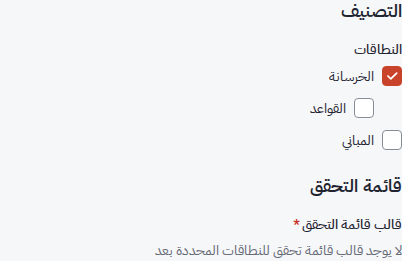 التصنيف
النطاقات
الخرسانة
القواعد
المباني
قائمة التحقق
قالب قائمة التحقق *
لا يوجد قالب قائمة تحقق للنطاقات المحددة بعد